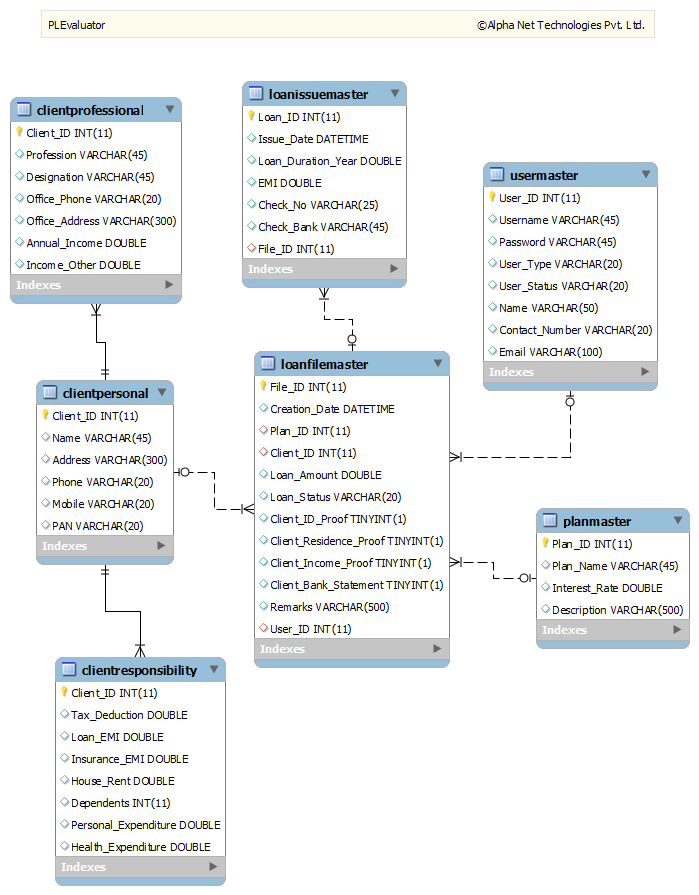 PLEvaluator
©Alpha Net Technologies Pvt. Ltd.
clientprofessional
Client_ID INT(11)
Profession VARCHAR(45)
Designation VARCHAR(45)
Office_Phone VARCHAR(20)
Office_Address VARCHAR(300)
Annual_Income DOUBLE
Income_Other DOUBLE
Indexes
loanissuemaster
Loan_ID INT(11)
Issue_Date DATETIME
Loan_Duration_Year DOUBLE
EMI DOUBLE
Check_No VARCHAR(25)
Check_Bank VARCHAR(45)
File_ID INT(11)
Indexes
usermaster
User_ID INT(11)
Username VARCHAR(45)
Password VARCHAR(45)
User_Type VARCHAR(20)
User_Status VARCHAR(20)
Name VARCHAR(50)
Contact_Number VARCHAR(20)
Email VARCHAR(100)
Indexes
clientpersonal
Client_ID INT(11)
Name VARCHAR(45)
Address VARCHAR(300)
Phone VARCHAR(20)
Mobile VARCHAR(20)
PAN VARCHAR(20)
Indexes
loanfilemaster
File_ID INT(11)
Creation_Date DATETIME
Plan_ID INT(11)
Client_ID INT(11)
Loan_Amount DOUBLE
Loan_Status VARCHAR(20)
Client_ID_Proof TINYINT(1)
Client_Residence_Proof TINYINT(1)
Client_Income_Proof TINYINT(1)
Client_Bank_Statement TINYINT(1)
Remarks VARCHAR(500)
User_ID INT(11)
Indexes
planmaster
Plan_ID INT(11)
Plan_Name VARCHAR(45)
Interest_Rate DOUBLE
Description VARCHAR(500)
Indexes
clientresponsibility
Client_ID INT(11)
Tax_Deduction DOUBLE
Loan_EMI DOUBLE
Insurance_EMI DOUBLE
House_Rent DOUBLE
Dependents INT(11)
Personal_Expenditure DOUBLE
Health_Expenditure DOUBLE
Indexes